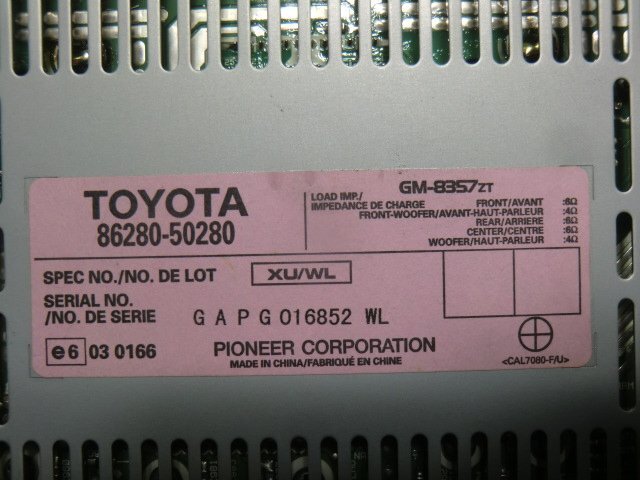 TOYOTA
86280-50280
GM-8357ZT
LOAD IMP./
IMPEDANCE DE CHARGE
FRONT/AVANT :6Ω
FRONT-WOOFER/AVANT-HAUT-PARLEUR :4Ω
REAR/ARRIERE :6Ω
CENTER/CENTRE :6Ω
WOOFER/HAUT-PARLEUR :4Ω
SPEC NO./NO. DE LOT XU/WL
SERIAL NO.
/NO. DE SERIE G A P G 016852 WL
e6 03 0166
PIONEER CORPORATION
MADE IN CHINA/FABRIQUÉ EN CHINE
<CAL7080-F/U>